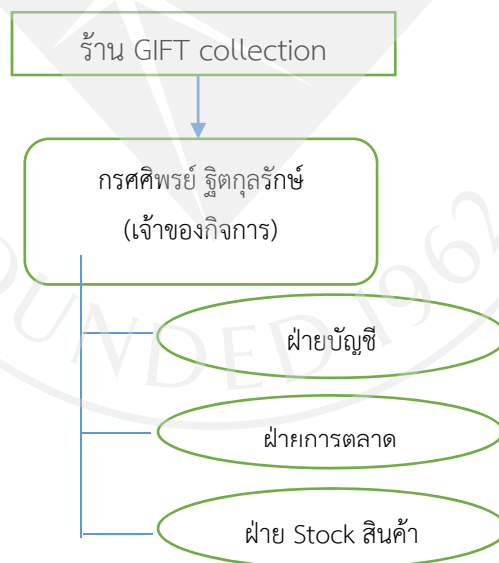 ร้าน GIFT collection
กรศศิพรย์ ฐิตกุลรักษ์
(เจ้าของกิจการ)
ฝ่ายบัญชี
ฝ่ายการตลาด
ฝ่าย Stock สินค้า
OUNDED 1962